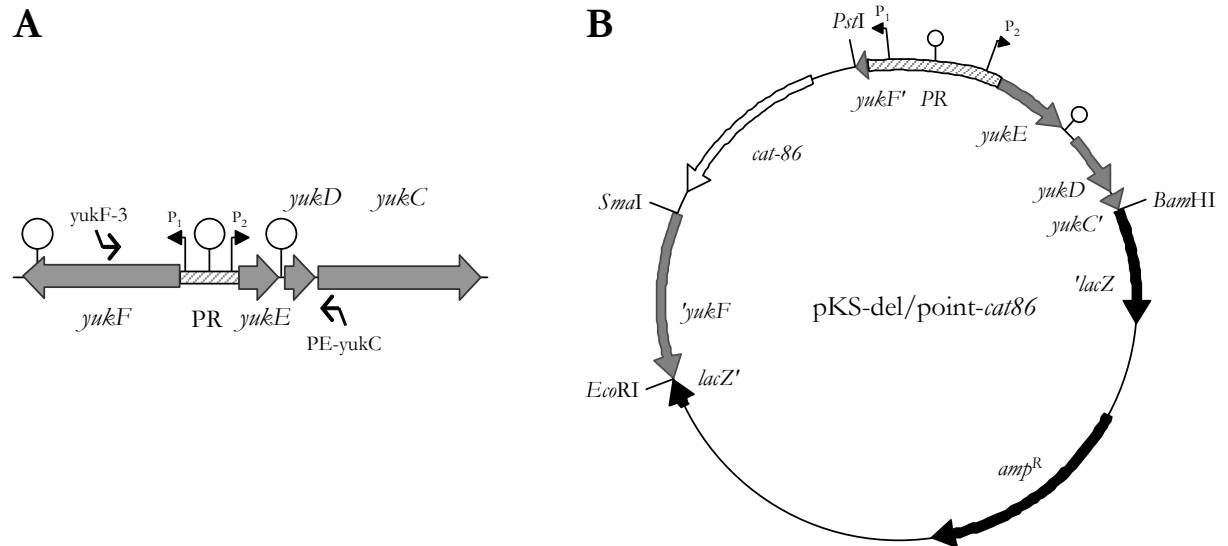 A
yukF-3
P1
P2
yukD
yukC
yukF
PR
yukE
PE-yukC
B
PstI
P1
P2
yukF'
PR
yukE
cat-86
yukD
yukC'
BamHI
SmaI
'lacZ
'yukF
pKS-del/point-cat86
EcoRI
lacZ'
ampR